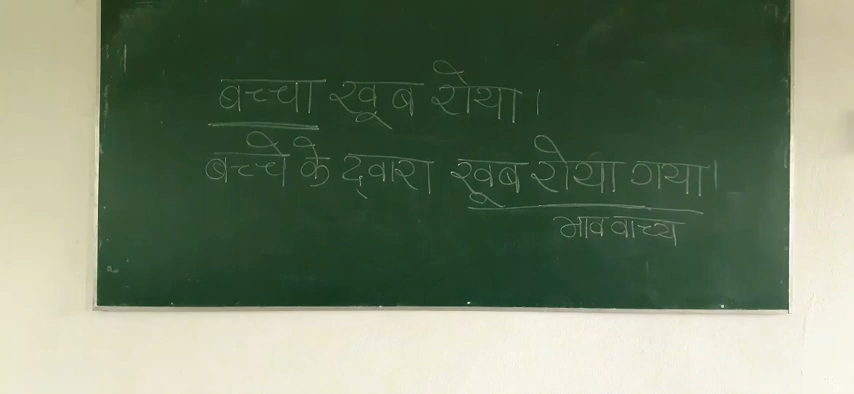 बच्चा खूब रोया।
बच्चे के द्वारा खूब रोया गया।
भाववाच्य